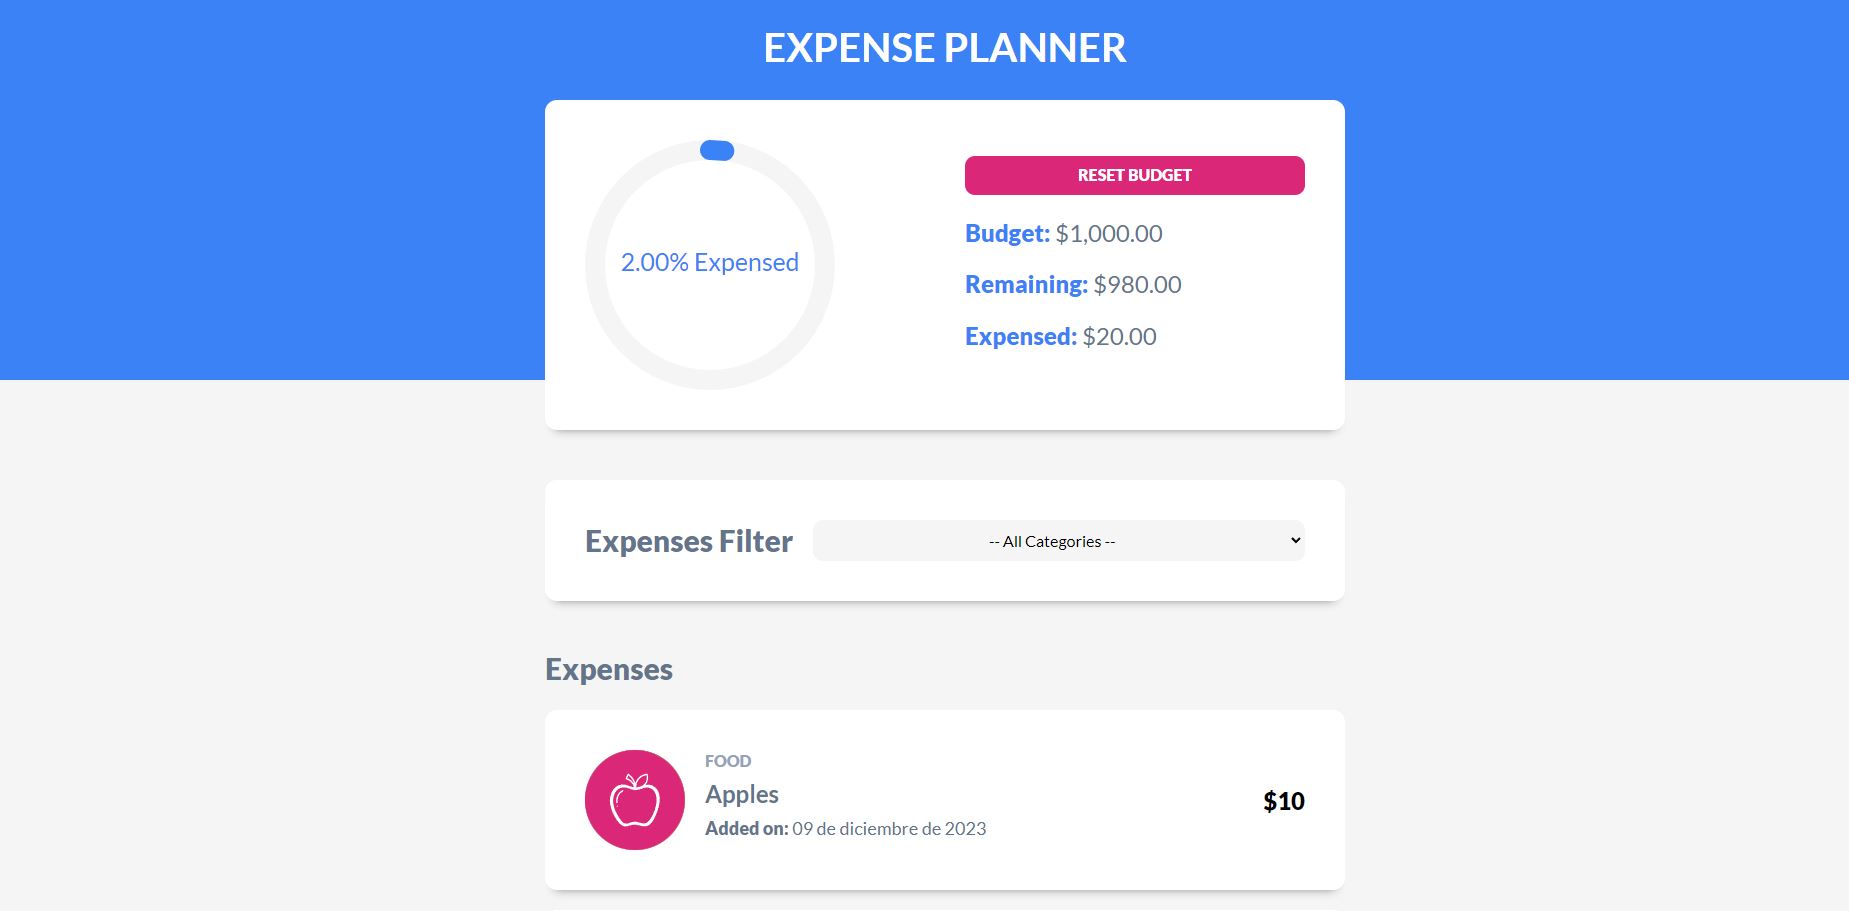 EXPENSE PLANNER
2.00% Expensed
RESET BUDGET
Budget: $1,000.00
Remaining: $980.00
Expensed: $20.00
Expenses Filter
-- All Categories --
Expenses
FOOD
Apples
Added on: 09 de diciembre de 2023
$10